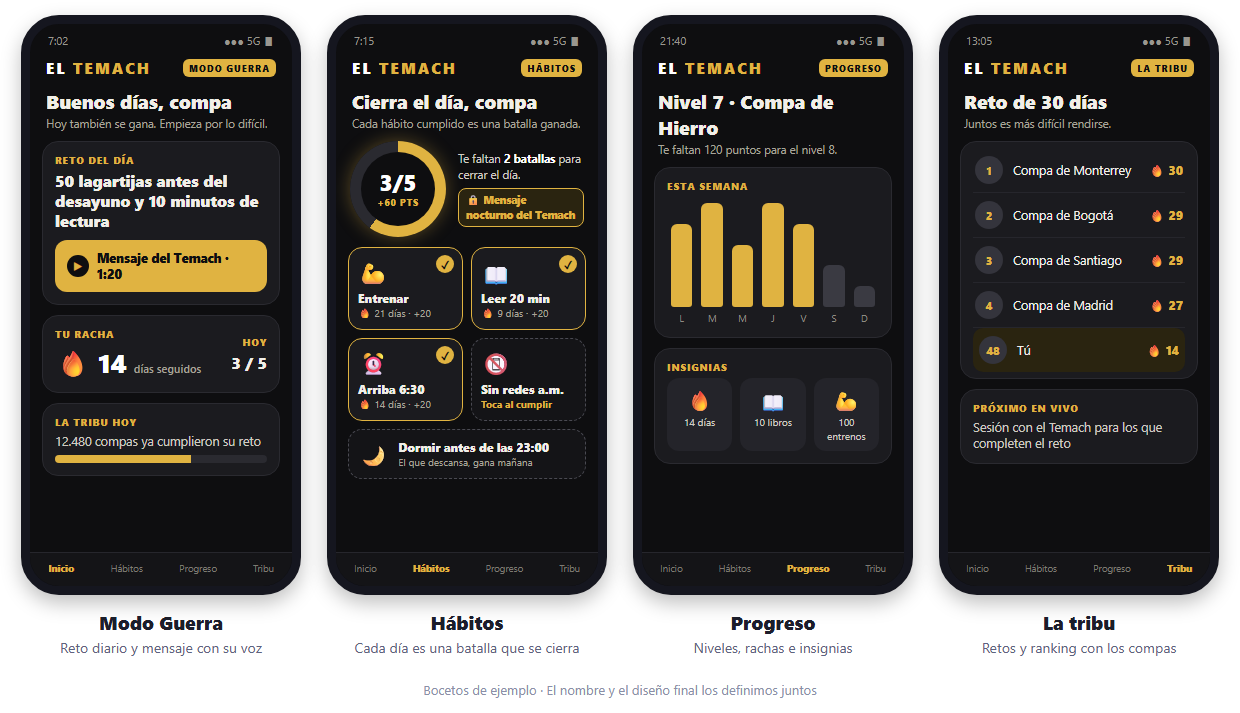 7:02
5G
EL TEMACH
MODO GUERRA
Buenos días, compa
Hoy también se gana. Empieza por lo difícil.
RETO DEL DÍA
50 lagartijas antes del
desayuno y 10 minutos de
lectura
Mensaje del Temach ·
1:20
TU RACHA
14 días seguidos
HOY
3 / 5
LA TRIBU HOY
12.480 compas ya cumplieron su reto
Inicio
Hábitos
Progreso
Tribu
Modo Guerra
Reto diario y mensaje con su voz
7:15
5G
EL TEMACH
HÁBITOS
Cierra el día, compa
Cada hábito cumplido es una batalla ganada.
3/5
+60 PTS
Te faltan 2 batallas para
cerrar el día.
Mensaje
nocturno del Temach
Entrenar
21 días · +20
Leer 20 min
9 días · +20
Arriba 6:30
14 días · +20
Sin redes a.m.
Toca al cumplir
Dormir antes de las 23:00
El que descansa, gana mañana
Inicio
Hábitos
Progreso
Tribu
Hábitos
Cada día es una batalla que se cierra
21:40
5G
EL TEMACH
PROGRESO
Nivel 7 · Compa de
Hierro
Te faltan 120 puntos para el nivel 8.
ESTA SEMANA
L M M J V S D
INSIGNIAS
14 días
10 libros
100
entrenos
Inicio
Hábitos
Progreso
Tribu
Progreso
Niveles, rachas e insignias
13:05
5G
EL TEMACH
LA TRIBU
Reto de 30 días
Juntos es más difícil rendirse.
1 Compa de Monterrey 30
2 Compa de Bogotá 29
3 Compa de Santiago 29
4 Compa de Madrid 27
48 Tú 14
PRÓXIMO EN VIVO
Sesión con el Temach para los que
completen el reto
Inicio
Hábitos
Progreso
Tribu
La tribu
Retos y ranking con los compas
Bocetos de ejemplo · El nombre y el diseño final los definimos juntos